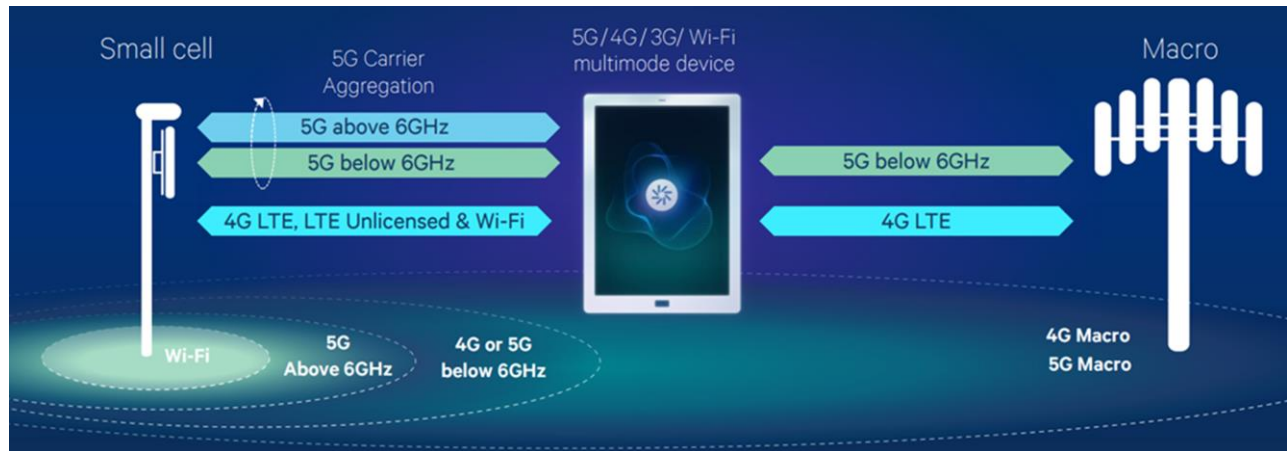 Small cell
5G Carrier
Aggregation
5G/4G/3G/ Wi-Fi
multimode device
Macro
5G above 6GHz
5G below 6GHz
4G LTE, LTE Unlicensed & Wi-Fi
5G below 6GHz
4G LTE
Wi-Fi
5G
Above 6GHz
4G or 5G
below 6GHz
4G Macro
5G Macro